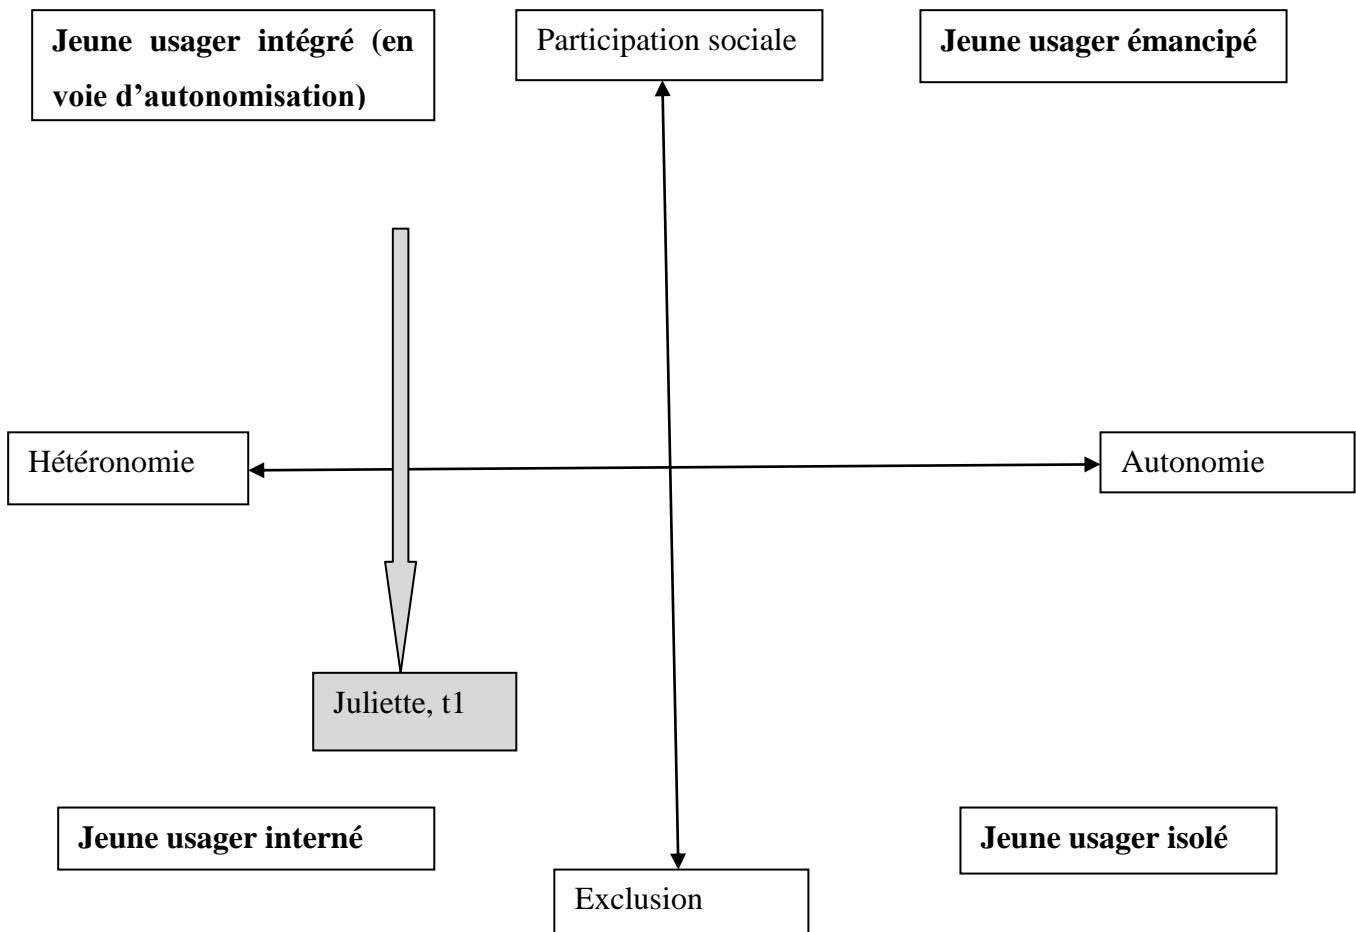 Jeune usager intégré (en
voie d’autonomisation)
Participation sociale
Jeune usager émancipé
Hétéronomie
Autonomie
Juliette, t1
Jeune usager interné
Jeune usager isolé
Exclusion